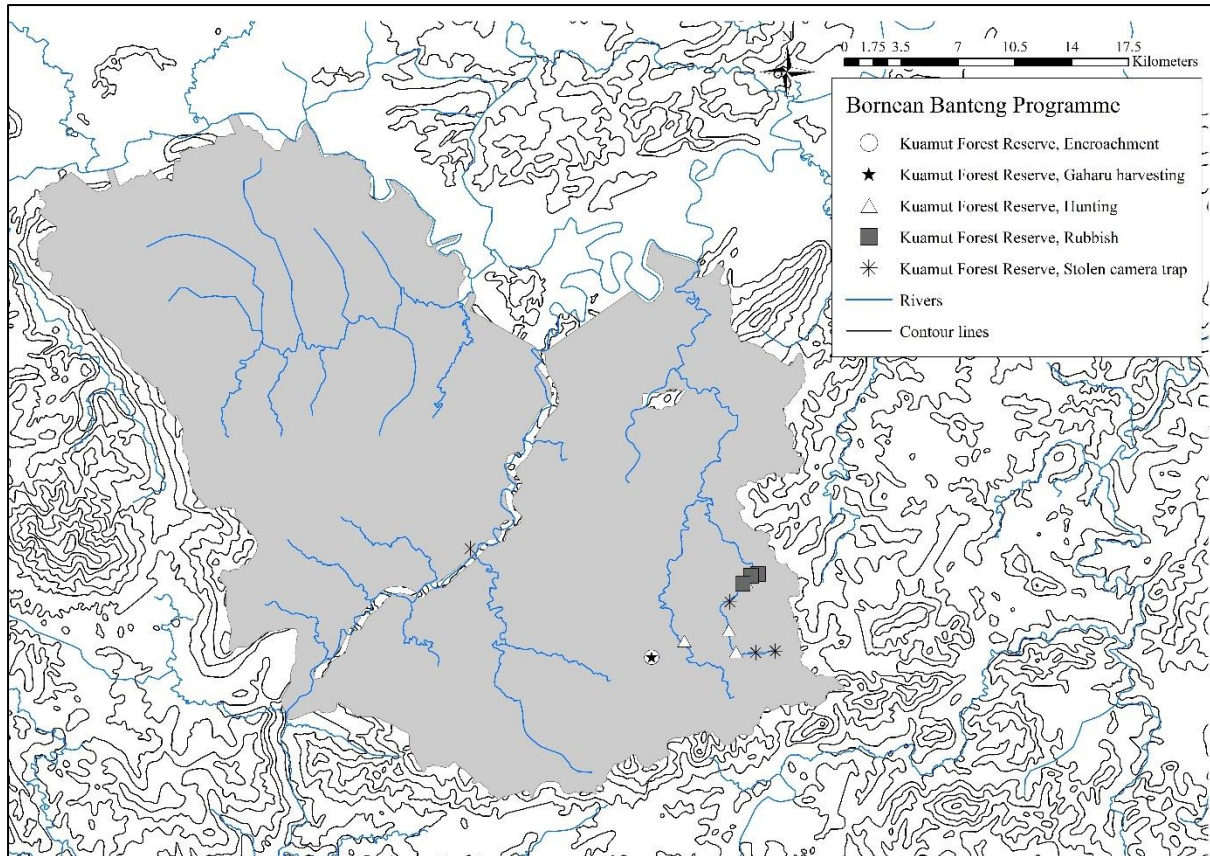 0 1.75 3.5 7 10.5 14 17.5
Kilometers
Bornean Banteng Programme
Kuamut Forest Reserve, Encroachment
Kuamut Forest Reserve, Gaharu harvesting
Kuamut Forest Reserve, Hunting
Kuamut Forest Reserve, Rubbish
Kuamut Forest Reserve, Stolen camera trap
Rivers
Contour lines